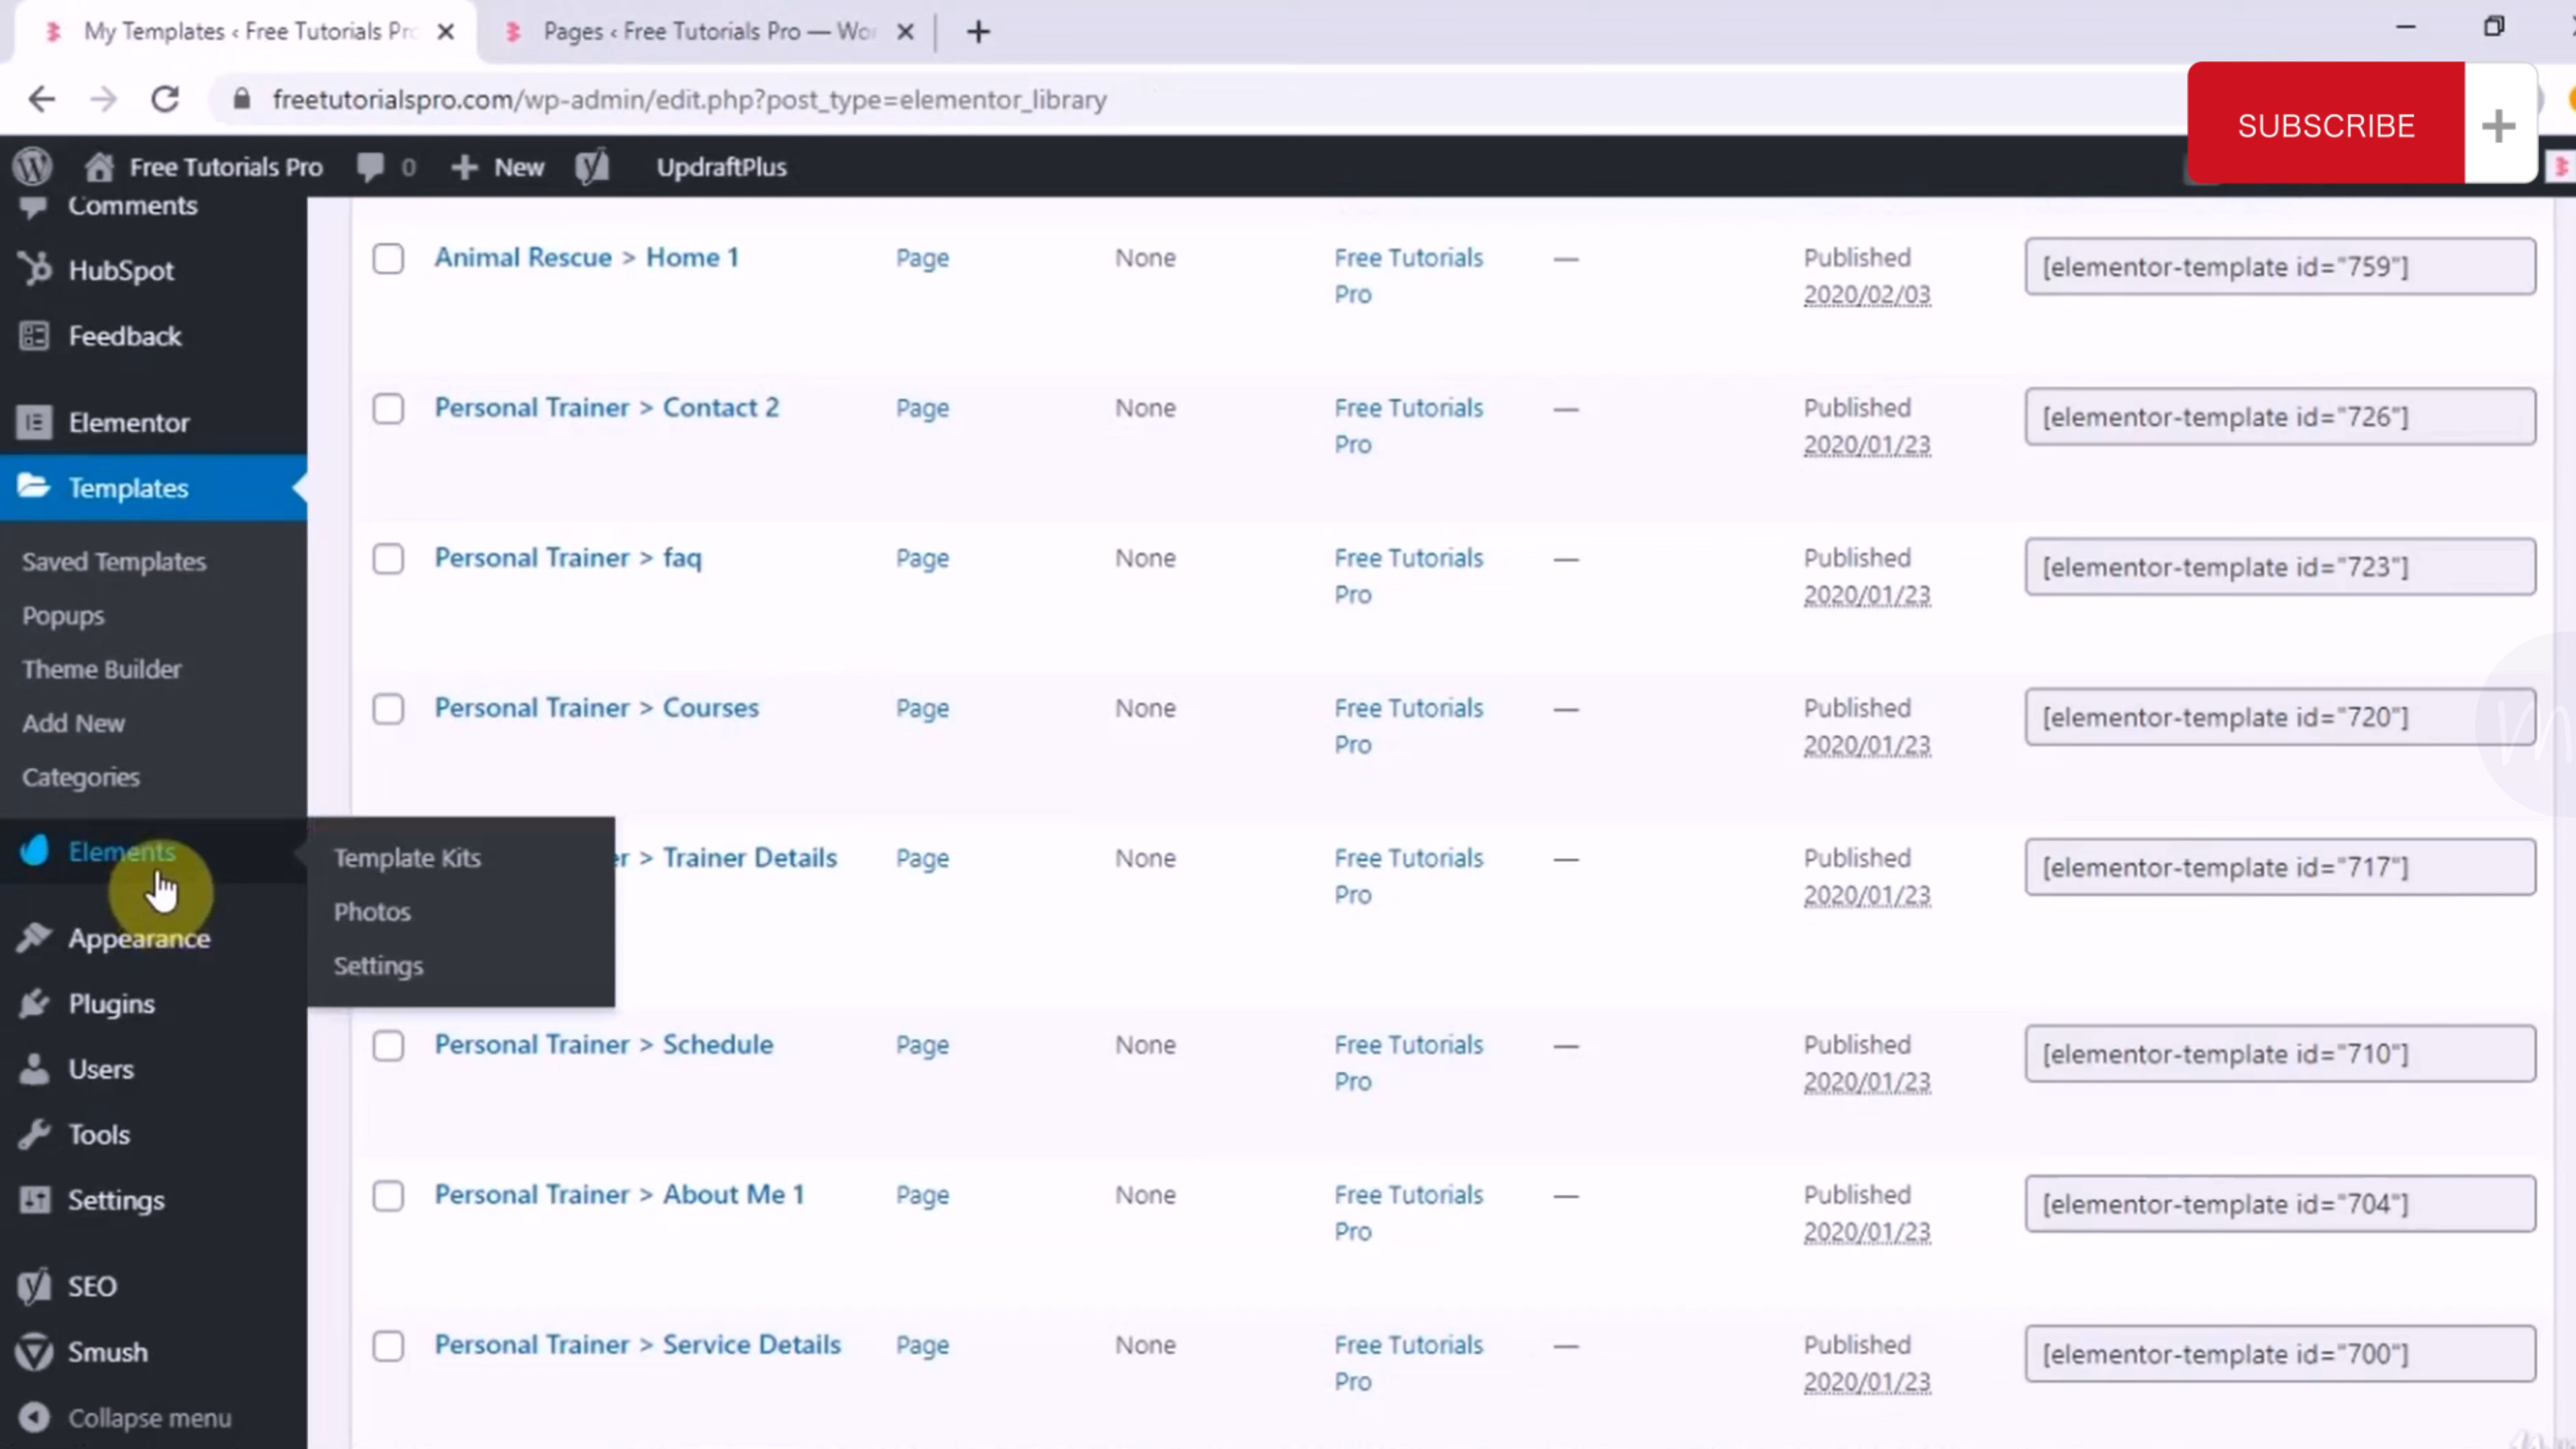 My Templates ‹ Free Tutorials Pro
Pages ‹ Free Tutorials Pro — Wor
freetutorialspro.com/wp-admin/edit.php?post_type=elementor_library
SUBSCRIBE
Free Tutorials Pro 0 New UpdraftPlus
Comments
HubSpot
Feedback
Elementor
Templates
Saved Templates
Popups
Theme Builder
Add New
Categories
Elements
Template Kits
Photos
Settings
Appearance
Plugins
Users
Tools
Settings
SEO
Smush
Collapse menu
Animal Rescue > Home 1 Page None Free Tutorials — Published [elementor-template id="759"]
Pro 2020/02/03
Personal Trainer > Contact 2 Page None Free Tutorials — Published [elementor-template id="726"]
Pro 2020/01/23
Personal Trainer > faq Page None Free Tutorials — Published [elementor-template id="723"]
Pro 2020/01/23
Personal Trainer > Courses Page None Free Tutorials — Published [elementor-template id="720"]
Pro 2020/01/23
er > Trainer Details Page None Free Tutorials — Published [elementor-template id="717"]
Pro 2020/01/23
Personal Trainer > Schedule Page None Free Tutorials — Published [elementor-template id="710"]
Pro 2020/01/23
Personal Trainer > About Me 1 Page None Free Tutorials — Published [elementor-template id="704"]
Pro 2020/01/23
Personal Trainer > Service Details Page None Free Tutorials — Published [elementor-template id="700"]
Pro 2020/01/23